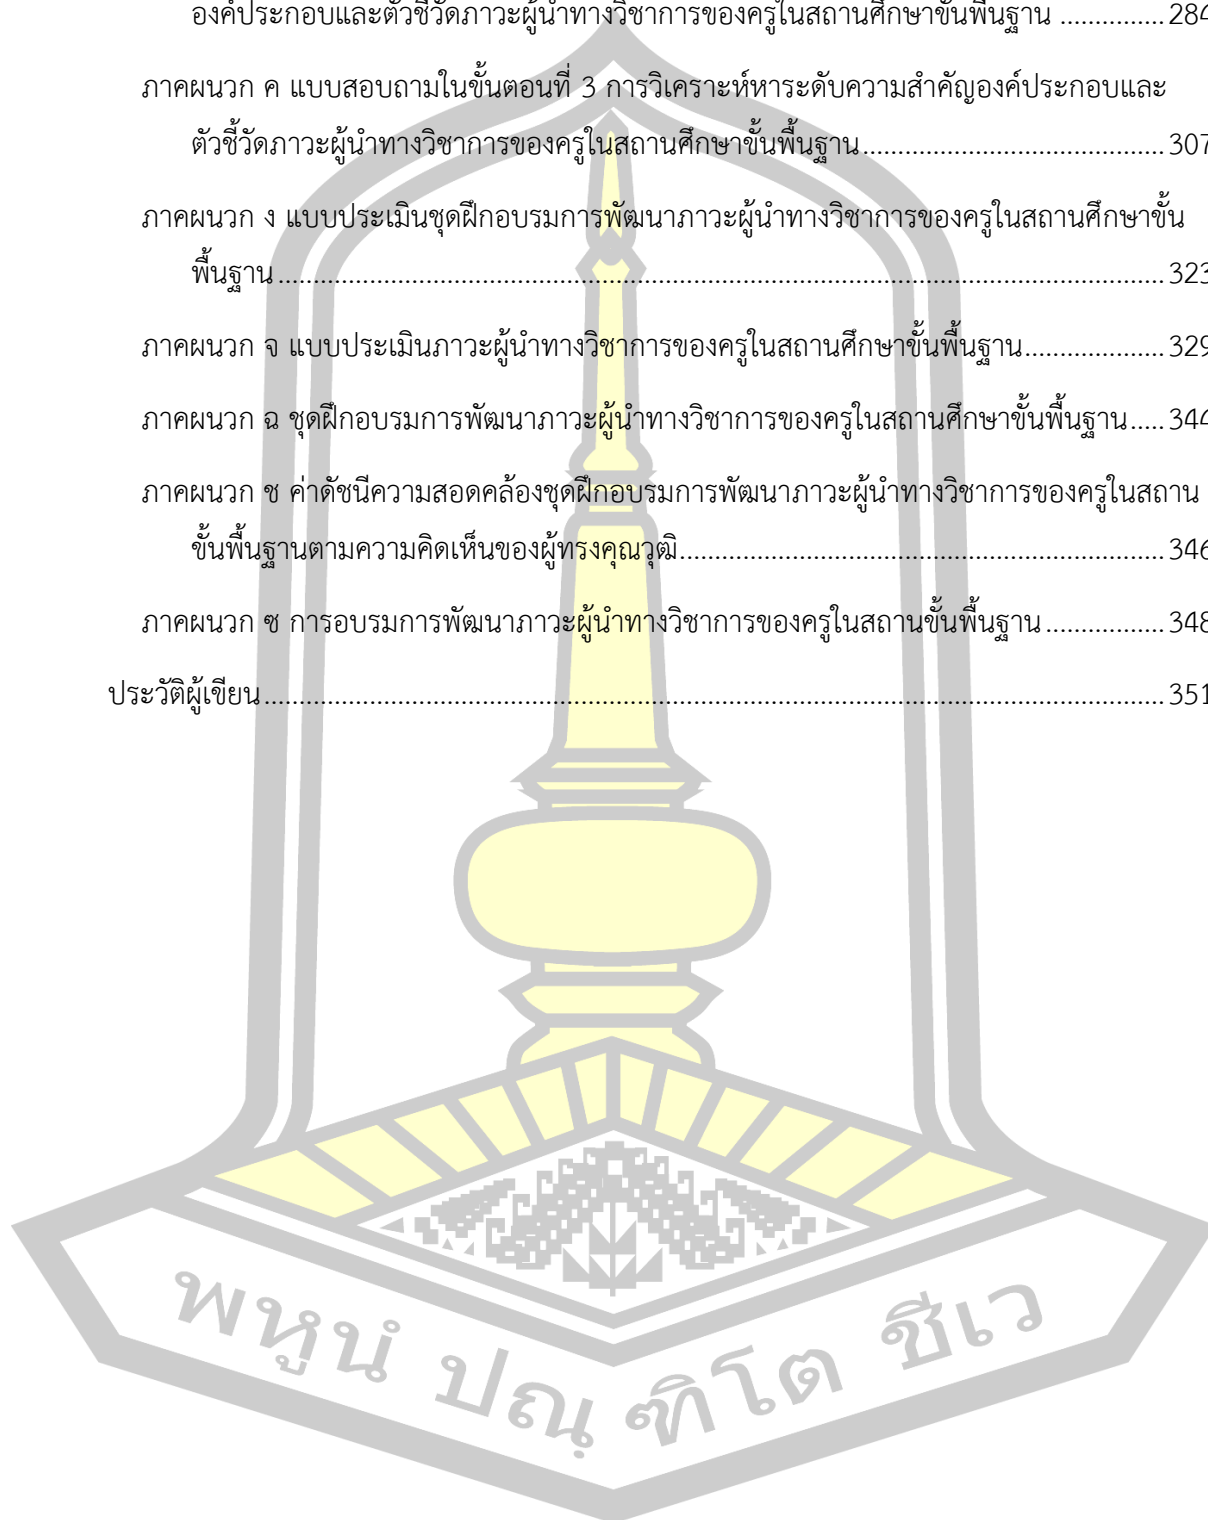 องค์ประกอบและตัวชี้วัดภาวะผู้นำทางวิชาการของครูในสถานศึกษาขั้นพื้นฐาน ............... 284
ภาคผนวก ค แบบสอบถามในขั้นตอนที่ 3 การวิเคราะห์หาระดับความสำคัญองค์ประกอบและ
ตัวชี้วัดภาวะผู้นำทางวิชาการของครูในสถานศึกษาขั้นพื้นฐาน ........................................... 307
ภาคผนวก ง แบบประเมินชุดฝึกอบรมการพัฒนาภาวะผู้นำทางวิชาการของครูในสถานศึกษาขั้น
พื้นฐาน ............................................................................................................................. 323
ภาคผนวก จ แบบประเมินภาวะผู้นำทางวิชาการของครูในสถานศึกษาขั้นพื้นฐาน.................... 329
ภาคผนวก ฉ ชุดฝึกอบรมการพัฒนาภาวะผู้นำทางวิชาการของครูในสถานศึกษาขั้นพื้นฐาน ..... 344
ภาคผนวก ช ค่าดัชนีความสอดคล้องชุดฝึกอบรมการพัฒนาภาวะผู้นำทางวิชาการของครูในสถาน
ขั้นพื้นฐานตามความคิดเห็นของผู้ทรงคุณวุฒิ..................................................................... 346
ภาคผนวก ซ การอบรมการพัฒนาภาวะผู้นำทางวิชาการของครูในสถานขั้นพื้นฐาน ................. 348
ประวัติผู้เขียน ................................................................................................................................ 351
พหูนํ ปณฺฑิโต ชีเว